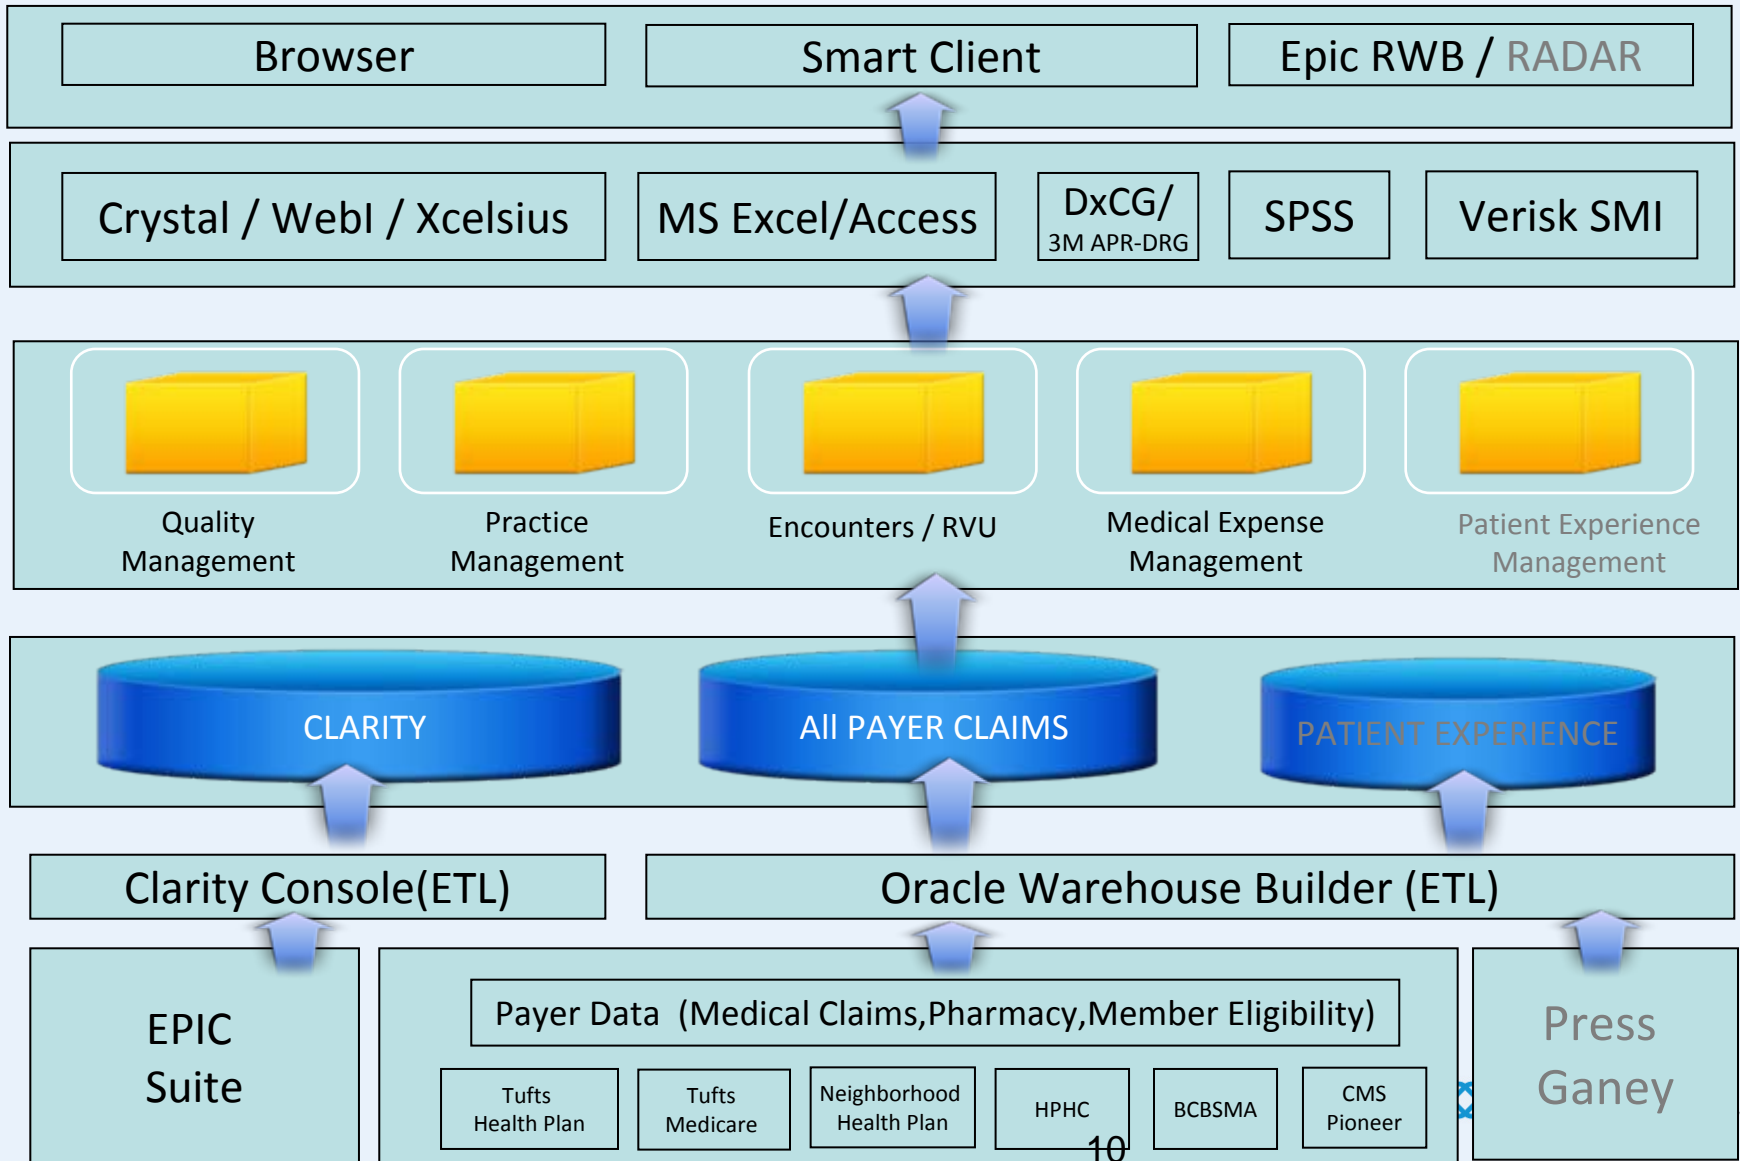 Browser
Smart Client
Epic RWB / RADAR
Crystal / WebI / Xcelsius
MS Excel/Access
DxCG/
3M APR-DRG
SPSS
Verisk SMI
Quality
Management
Practice
Management
Encounters / RVU
Medical Expense
Management
Patient Experience
Management
CLARITY
All PAYER CLAIMS
PATIENT EXPERIENCE
Clarity Console(ETL)
Oracle Warehouse Builder (ETL)
EPIC
Suite
Payer Data (Medical Claims,Pharmacy,Member Eligibility)
Tufts
Health Plan
Tufts
Medicare
Neighborhood
Health Plan
HPHC
BCBSMA
CMS
Pioneer
Press
Ganey
10